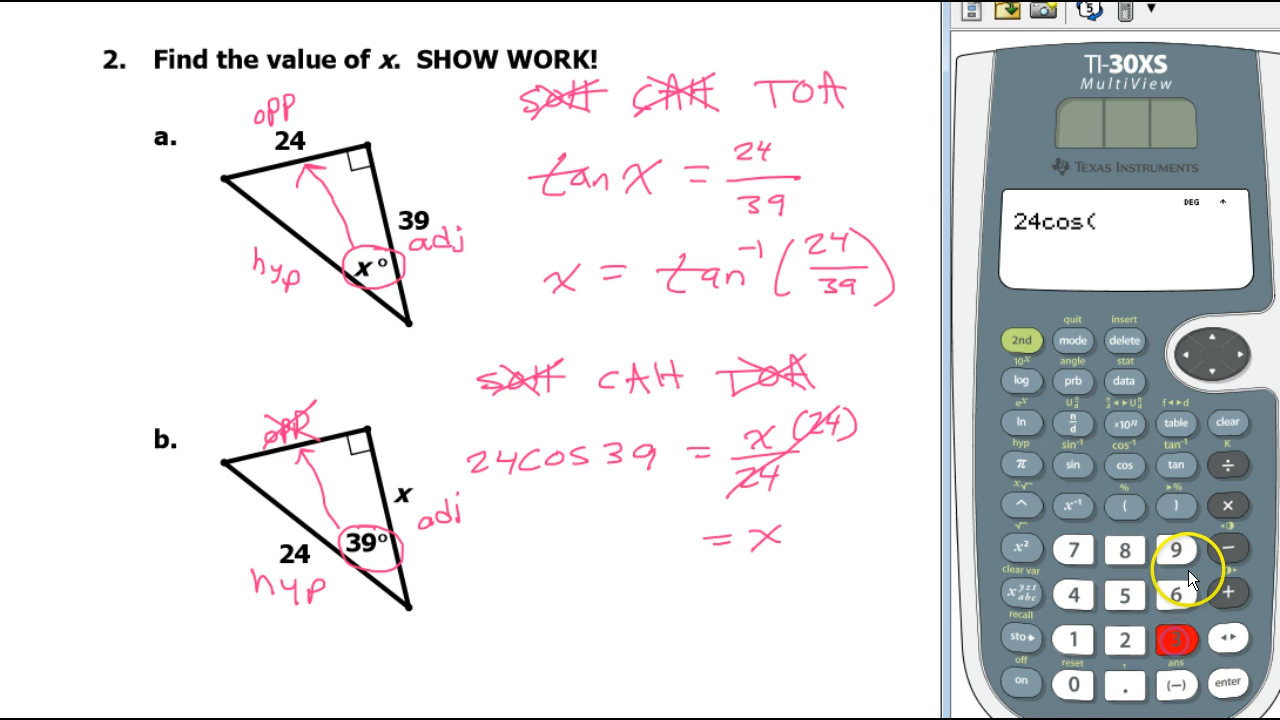 2. Find the value of x. SHOW WORK!
a.
opp
24
39
adj
hyp
x°
SOH CAH TOA
tan x = 24/39
x = tan⁻¹(24/39)
b.
opp
x
adj
24
hyp
39°
SOH CAH TOA
24cos39 = x/24 (24)
= x
5
TI-30XS
MultiView
TEXAS INSTRUMENTS
DEG
24cos(
quit insert
2nd mode delete
10ˣ angle stat
log prb data
eˣ f◄►d
ln n/d ×10ⁿ table clear
hyp sin⁻¹ cos⁻¹ tan⁻¹ K
π sin cos tan ÷
ˣ√ % ►%
^ x⁻¹ ( ) ×
√
x² 7 8 9 −
clear var
x yzt abc 4 5 6 +
recall
sto► 1 2 3 ◄►
off reset , ans
on 0 . (−) enter